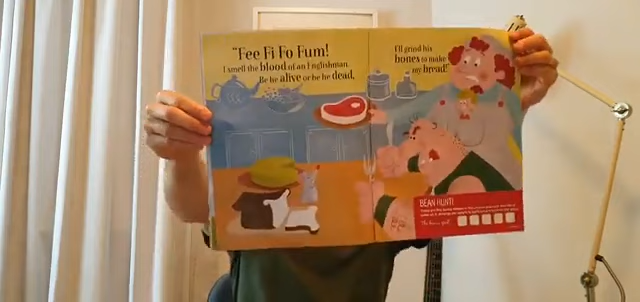 "Fee Fi Fo Fum!
I smell the blood of an Englishman.
Be he alive or be he dead,
I'll grind his
bones to make
my bread!"
BEAN HUNT!